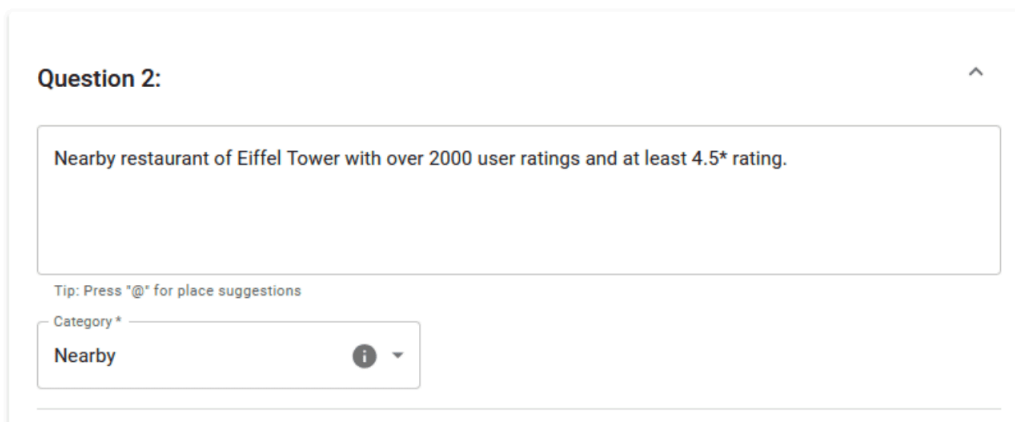 Question 2:
Nearby restaurant of Eiffel Tower with over 2000 user ratings and at least 4.5* rating.
Tip: Press "@" for place suggestions
Category *
Nearby